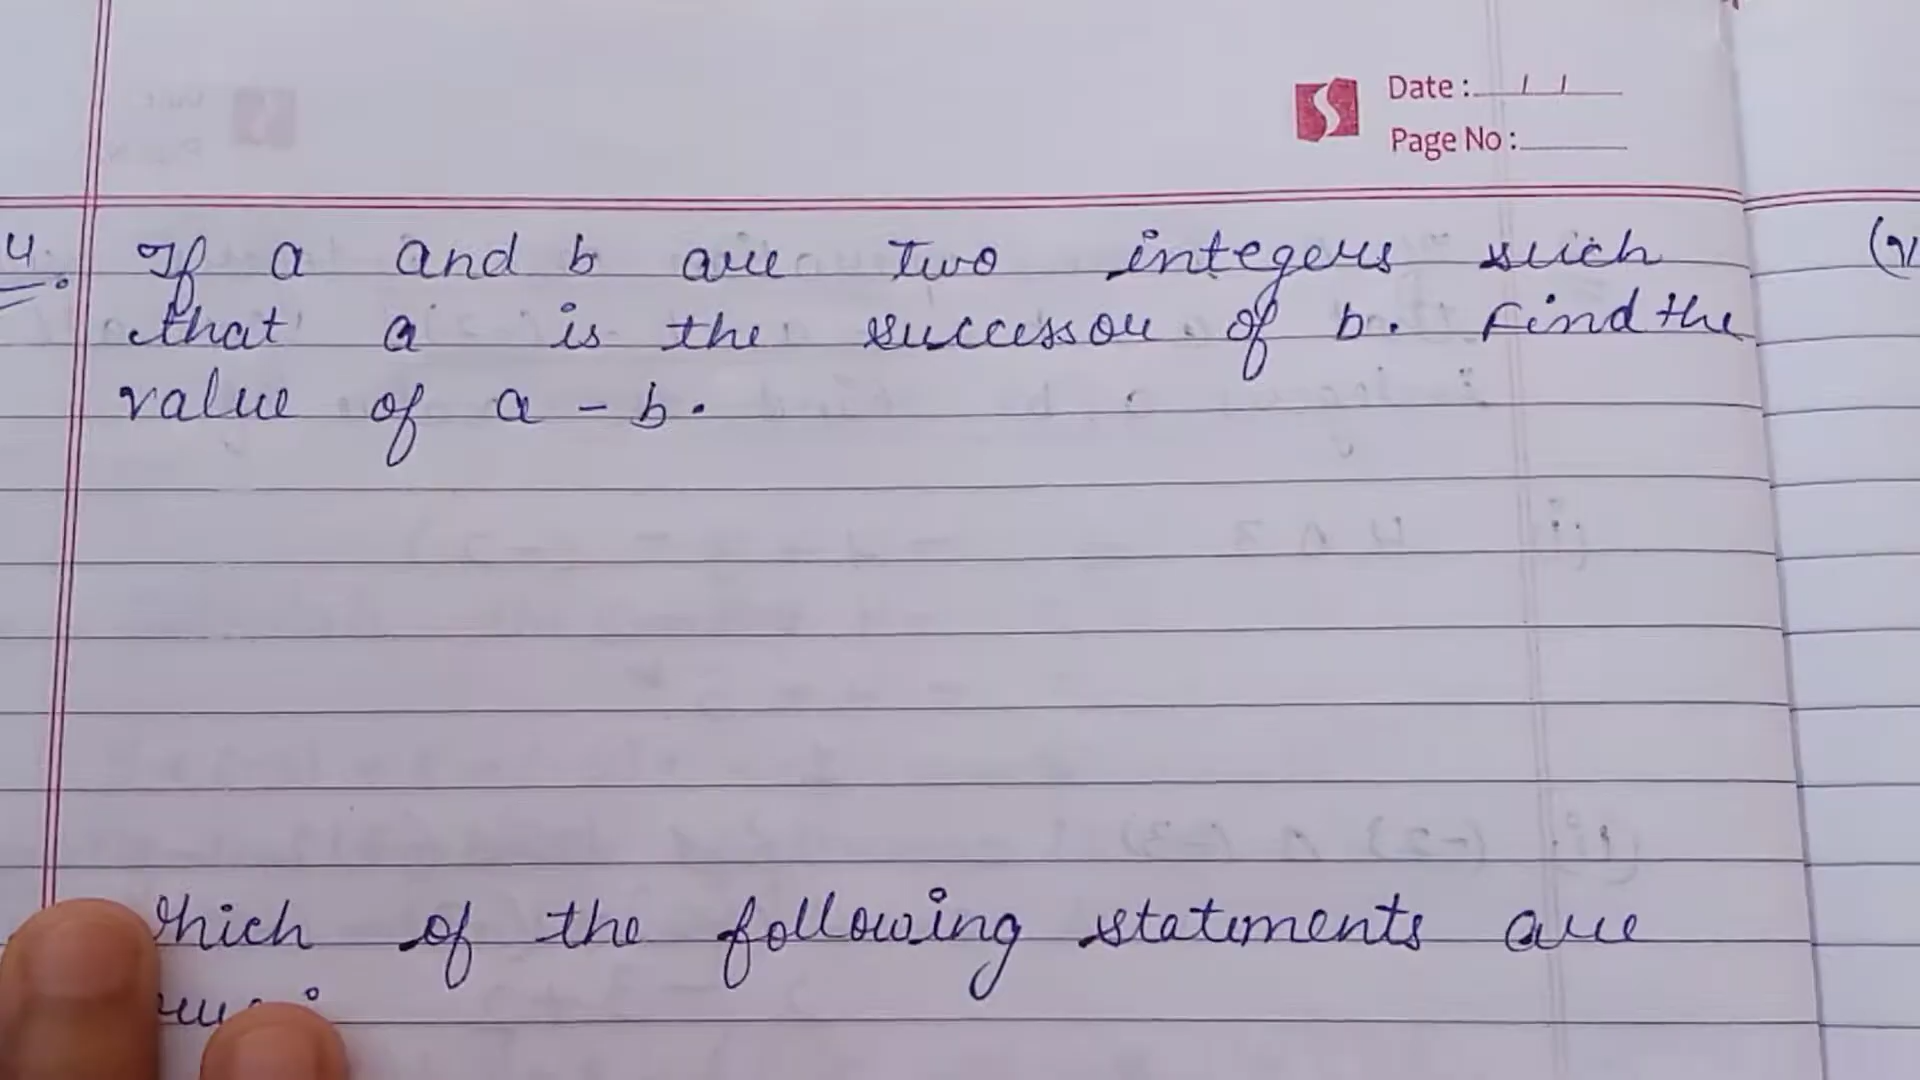 Date : / /
Page No :
4. If a and b are two integers such
that a is the successor of b. Find the
value of a - b.
of the following statements are